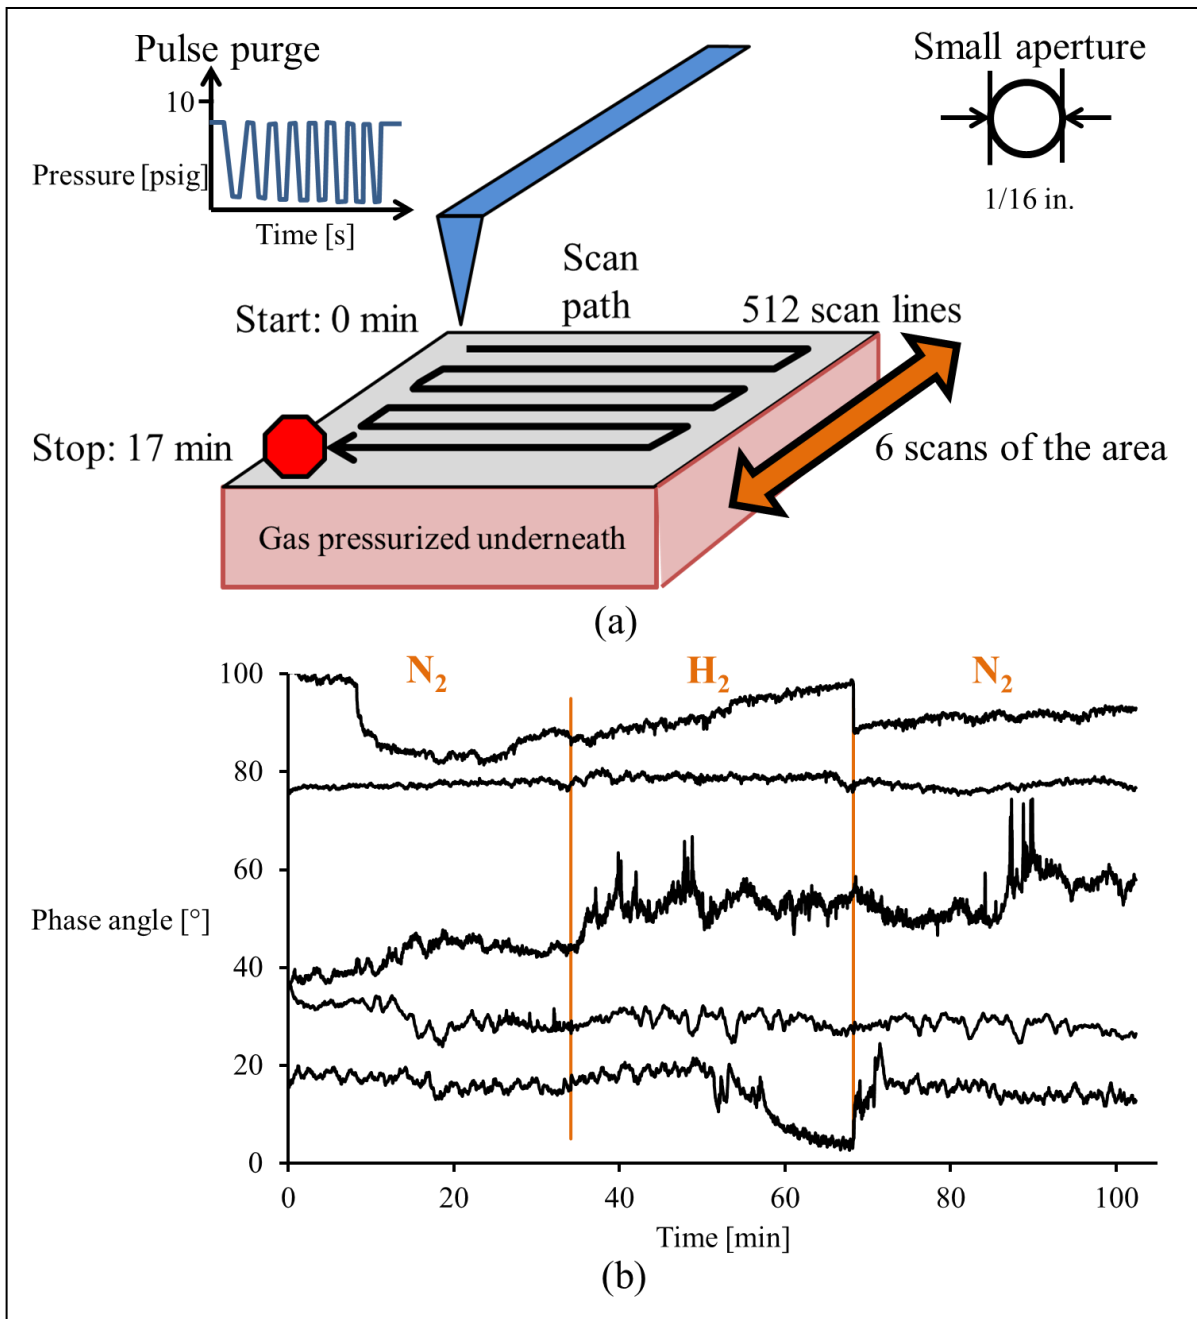 Pulse purge
Small aperture
10
Pressure [psig]
Time [s]
1/16 in.
Scan
path
Start: 0 min
512 scan lines
Stop: 17 min
6 scans of the area
Gas pressurized underneath
(a)
N₂
H₂
N₂
100
80
60
Phase angle [°]
40
20
0
0 20 40 60 80 100
Time [min]
(b)